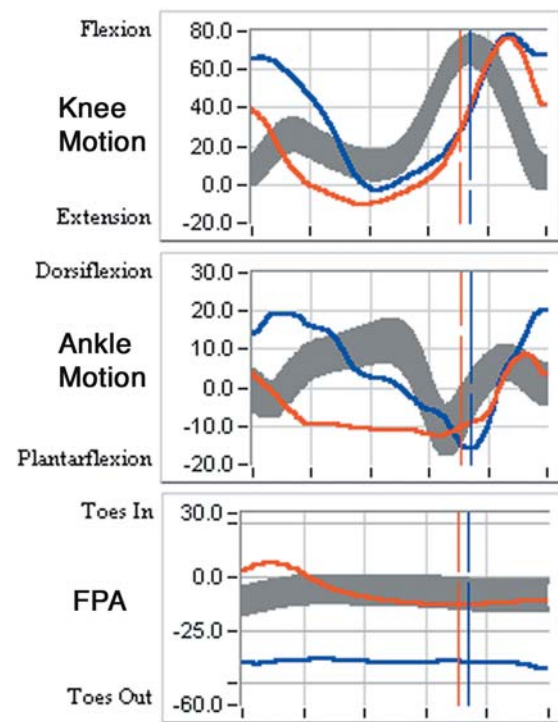 Flexion
80.0
60.0
Knee Motion
40.0
20.0
0.0
Extension
-20.0
Dorsiflexion
30.0
20.0
Ankle Motion
10.0
0.0
-10.0
Plantarflexion
-20.0
Toes In
30.0
0.0
FPA
-25.0
Toes Out
-60.0